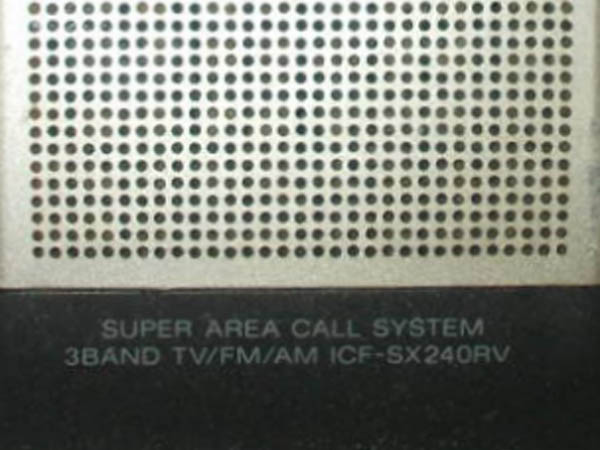 SUPER AREA CALL SYSTEM
3BAND TV/FM/AM ICF-SX240RV